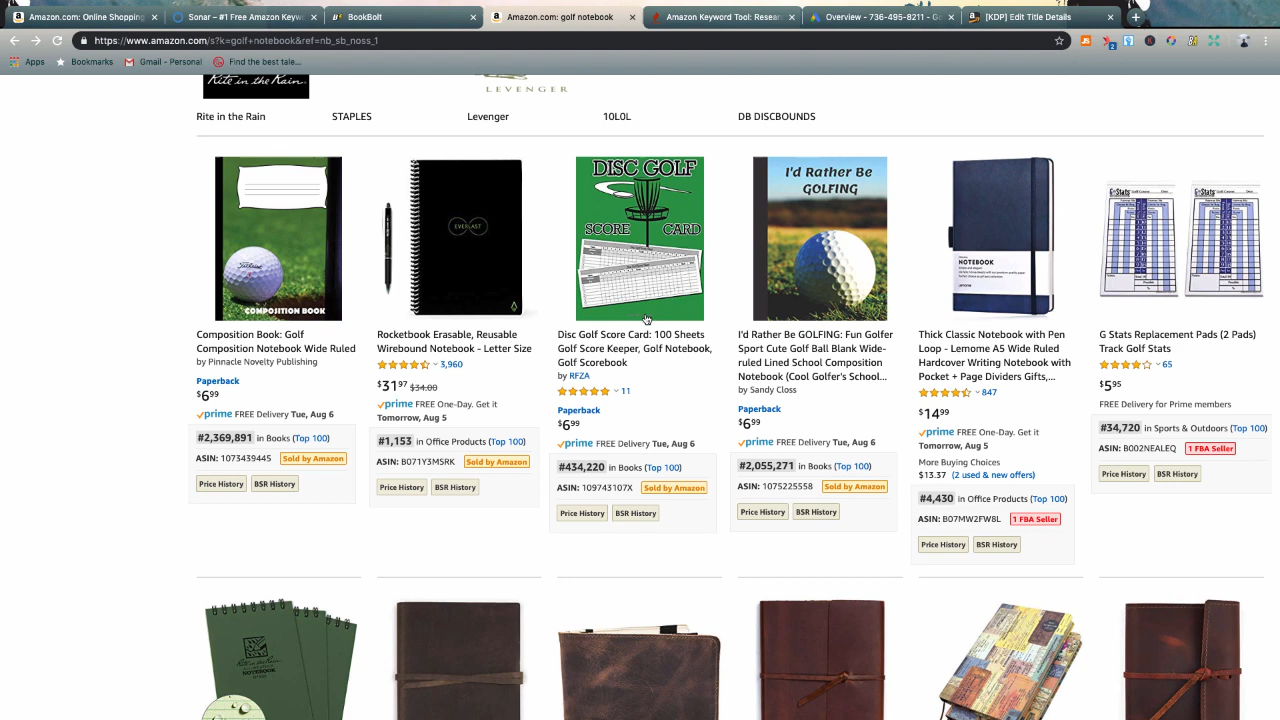 Amazon.com: Online Shopping
Sonar – #1 Free Amazon Keyw
BookBolt
Amazon.com: golf notebook
Amazon Keyword Tool: Resear
Overview - 736-495-8211 - Go
[KDP] Edit Title Details
https://www.amazon.com/s?k=golf+notebook&ref=nb_sb_noss_1
Apps
Bookmarks
Gmail - Personal
Find the best tale...
Rite in the Rain
LEVENGER
Rite in the Rain
STAPLES
Levenger
10L0L
DB DISCBOUNDS
COMPOSITION BOOK
EVERLAST
DISC GOLF
SCORE CARD
I'd Rather Be
GOLFING
NOTEBOOK
G Stats
G Stats
Composition Book: Golf
Composition Notebook Wide Ruled
by Pinnacle Novelty Publishing
Paperback
$6.99
prime FREE Delivery Tue, Aug 6
#2,369,891 in Books (Top 100)
ASIN: 1073439445 Sold by Amazon
Price History BSR History
Rocketbook Erasable, Reusable
Wirebound Notebook - Letter Size
3,960
$31.97 $34.00
prime FREE One-Day. Get it
Tomorrow, Aug 5
#1,153 in Office Products (Top 100)
ASIN: B071Y3M5RK Sold by Amazon
Price History BSR History
Disc Golf Score Card: 100 Sheets
Golf Score Keeper, Golf Notebook,
Golf Scorebook
by RFZA
11
Paperback
$6.99
prime FREE Delivery Tue, Aug 6
#434,220 in Books (Top 100)
ASIN: 109743107X Sold by Amazon
Price History BSR History
I'd Rather Be GOLFING: Fun Golfer
Sport Cute Golf Ball Blank Wide-
ruled Lined School Composition
Notebook (Cool Golfer's School...
by Sandy Closs
Paperback
$6.99
prime FREE Delivery Tue, Aug 6
#2,055,271 in Books (Top 100)
ASIN: 1075225558 Sold by Amazon
Price History BSR History
Thick Classic Notebook with Pen
Loop - Lemome A5 Wide Ruled
Hardcover Writing Notebook with
Pocket + Page Dividers Gifts,...
847
$14.99
prime FREE One-Day. Get it
Tomorrow, Aug 5
More Buying Choices
$13.37 (2 used & new offers)
#4,430 in Office Products (Top 100)
ASIN: B07MW2FW8L 1 FBA Seller
Price History BSR History
G Stats Replacement Pads (2 Pads)
Track Golf Stats
65
$5.95
FREE Delivery for Prime members
#34,720 in Sports & Outdoors (Top 100)
ASIN: B002NEALEQ 1 FBA Seller
Price History BSR History